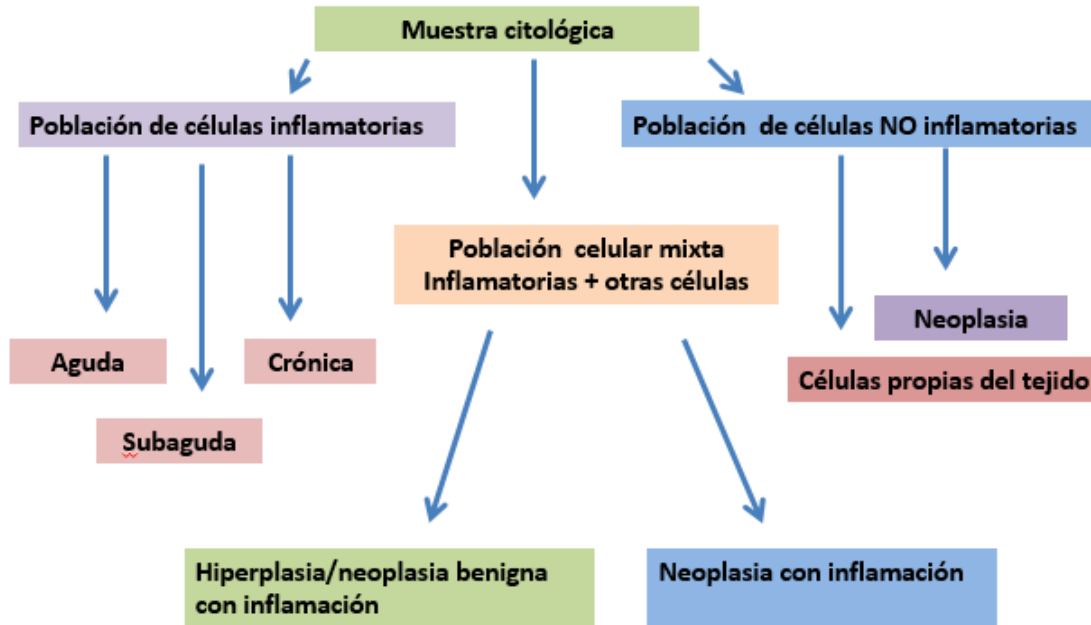 Muestra citológica
Población de células inflamatorias
Población de células NO inflamatorias
Población celular mixta
Inflamatorias + otras células
Neoplasia
Aguda
Crónica
Células propias del tejido
Subaguda
Hiperplasia/neoplasia benigna
con inflamación
Neoplasia con inflamación